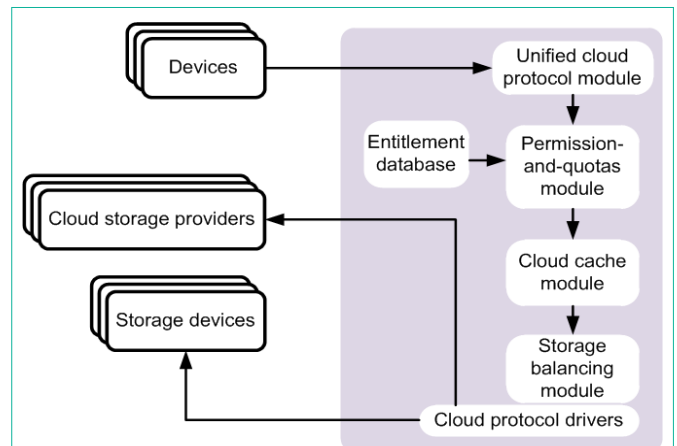 Devices
Unified cloud
protocol module
Entitlement
database
Permission-
and-quotas
module
Cloud storage providers
Cloud cache
module
Storage devices
Storage
balancing
module
Cloud protocol drivers